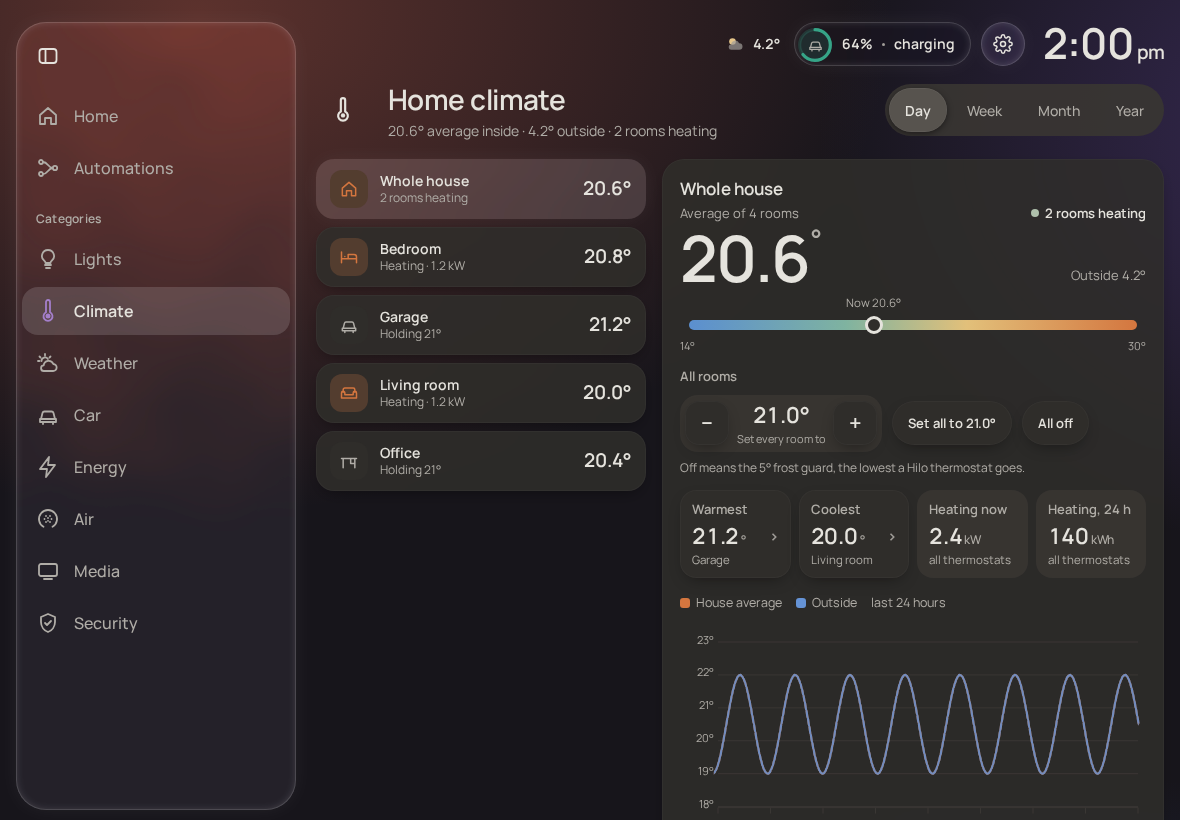 4.2°
64% • charging
2:00 pm
Home
Automations
Categories
Lights
Climate
Weather
Car
Energy
Air
Media
Security
Home climate
20.6° average inside · 4.2° outside · 2 rooms heating
Day
Week
Month
Year
Whole house
2 rooms heating
20.6°
Bedroom
Heating · 1.2 kW
20.8°
Garage
Holding 21°
21.2°
Living room
Heating · 1.2 kW
20.0°
Office
Holding 21°
20.4°
Whole house
Average of 4 rooms
2 rooms heating
20.6°
Outside 4.2°
Now 20.6°
14°
30°
All rooms
−
21.0°
Set every room to
+
Set all to 21.0°
All off
Off means the 5° frost guard, the lowest a Hilo thermostat goes.
Warmest
21.2°
Garage
Coolest
20.0°
Living room
Heating now
2.4 kW
all thermostats
Heating, 24 h
140 kWh
all thermostats
House average
Outside
last 24 hours
23°
22°
21°
20°
19°
18°